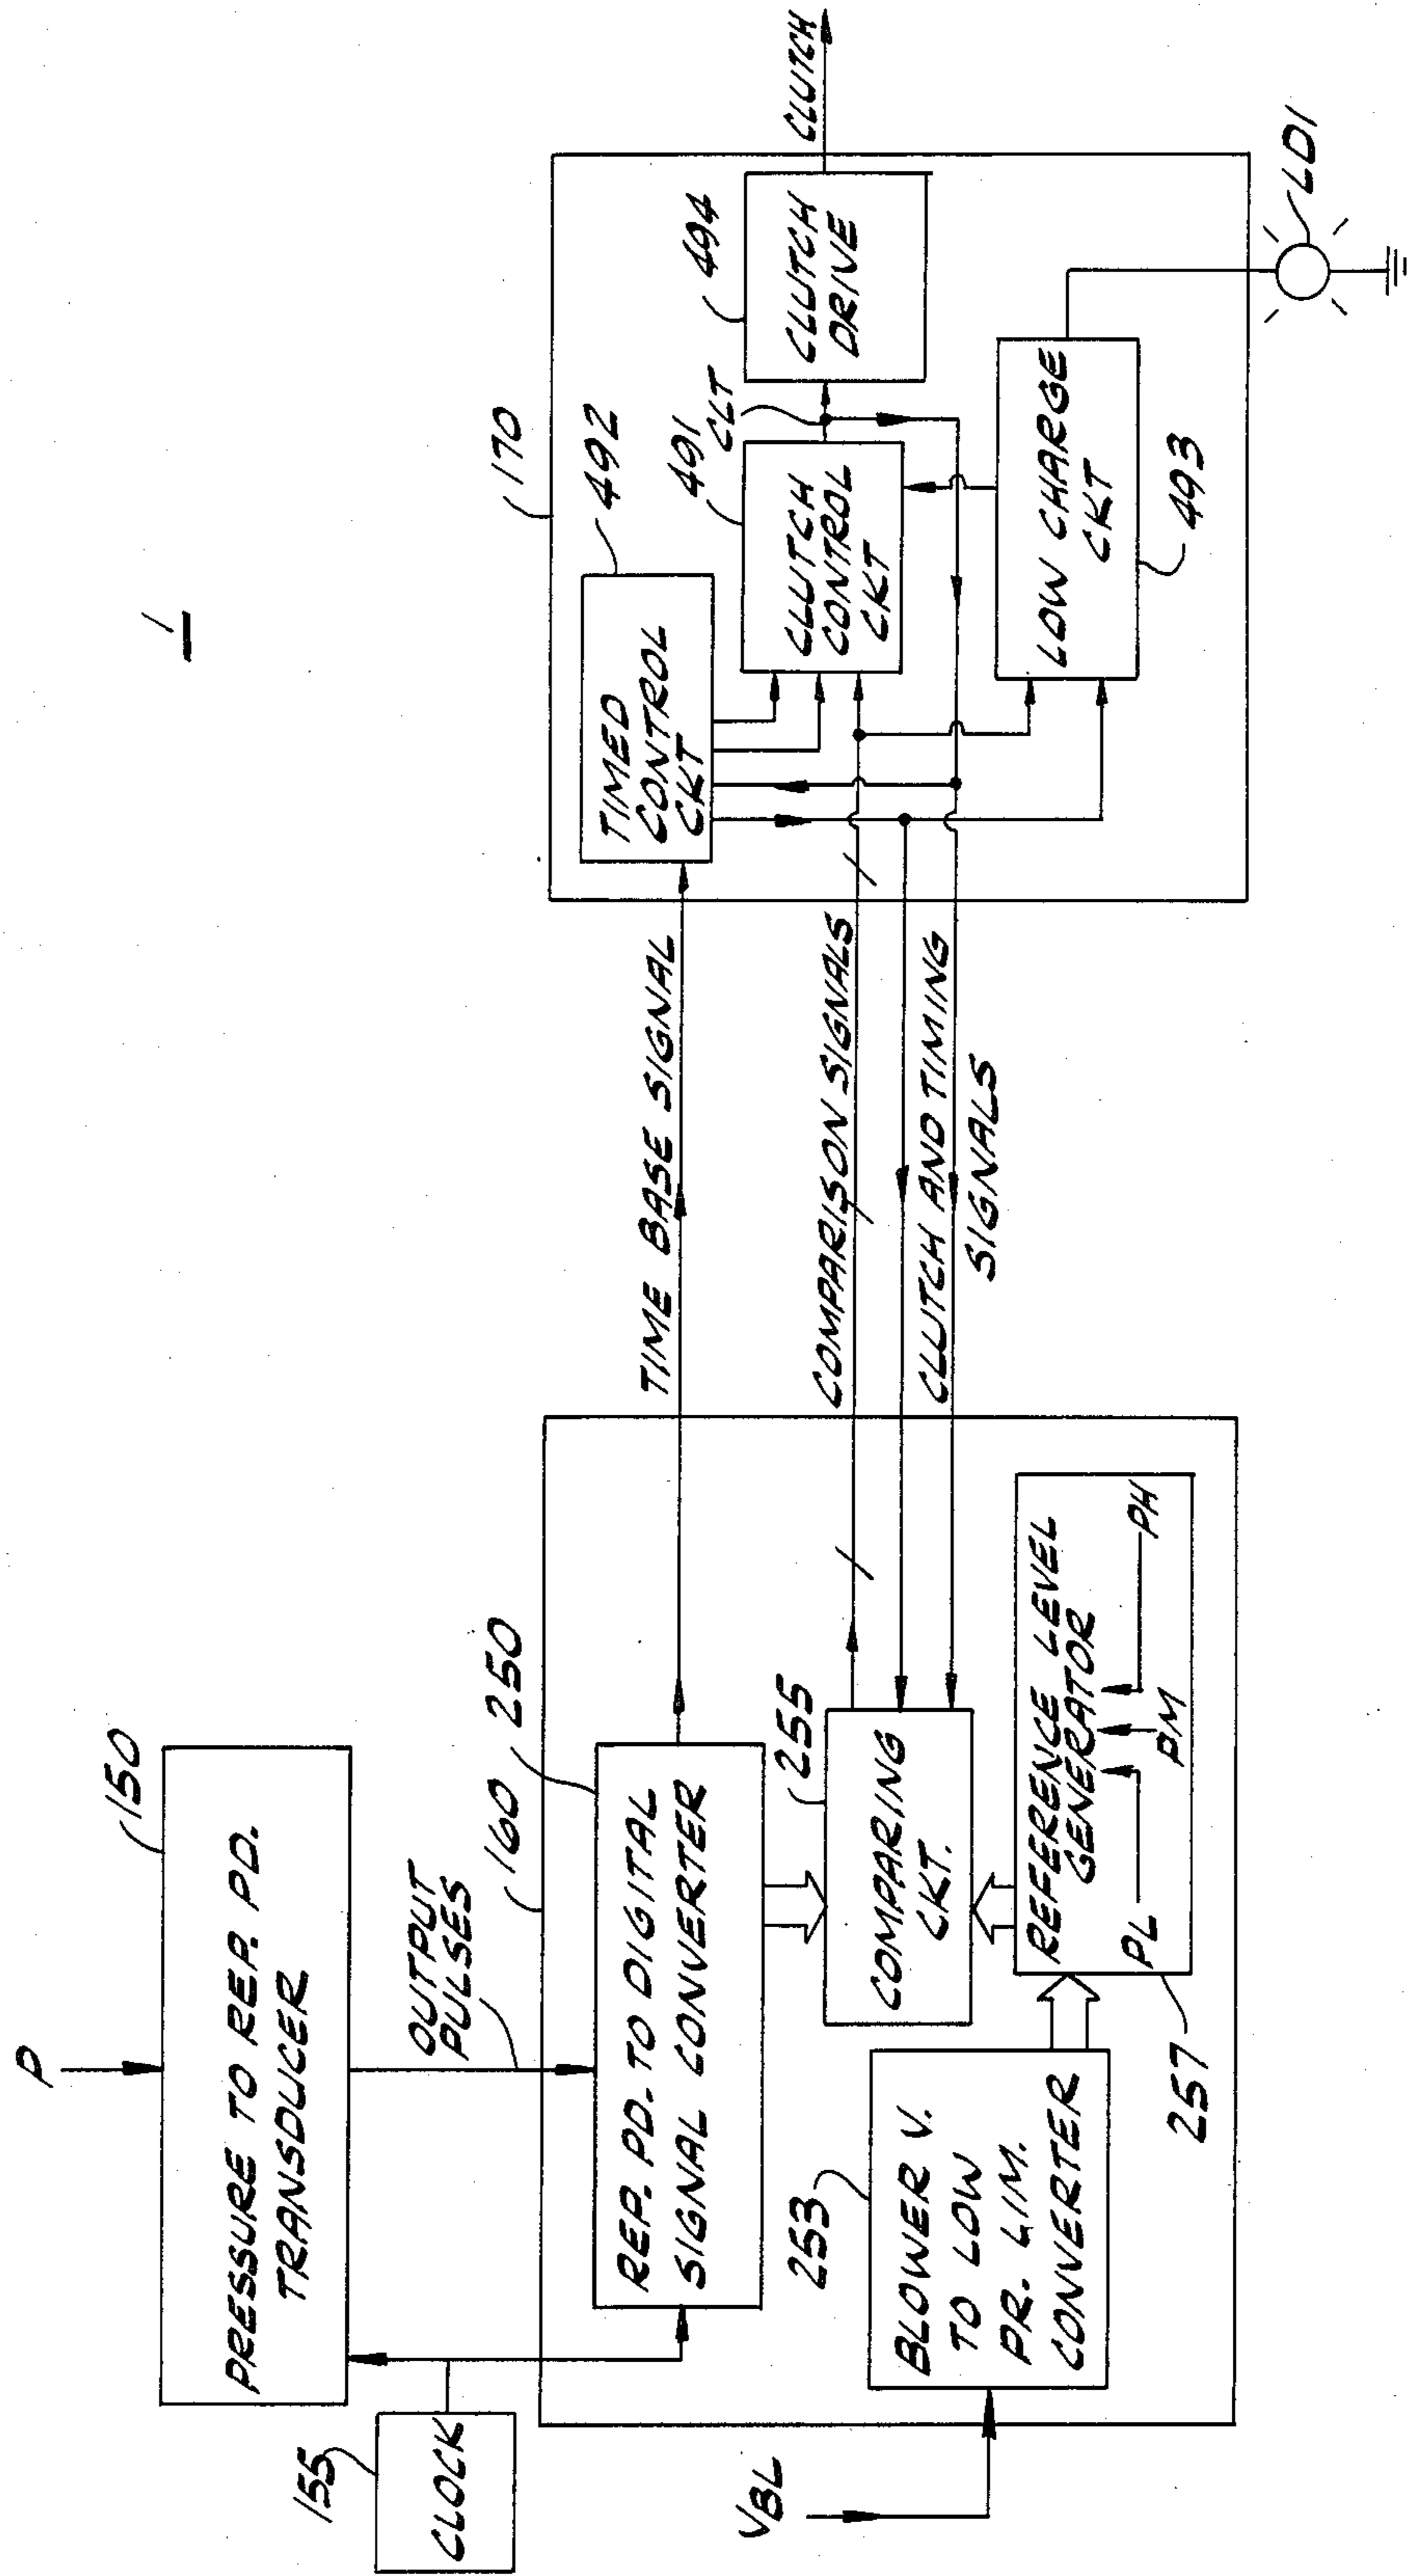 1
P
150
PRESSURE TO REP. PD.
TRANSDUCER
155
CLOCK
OUTPUT
PULSES
160
250
REP. PD. TO DIGITAL
SIGNAL CONVERTER
TIME BASE SIGNAL
255
COMPARING
CKT.
COMPARISON SIGNALS
CLUTCH AND TIMING
SIGNALS
253
BLOWER V.
TO LOW
PR. LIM.
CONVERTER
VBL
REFERENCE LEVEL
GENERATOR
PL
PM
PH
257
170
492
TIMED
CONTROL
CKT
491
CLT
CLUTCH
CONTROL
CKT
494
CLUTCH
DRIVE
CLUTCH
LOW CHARGE
CKT
493
LD1